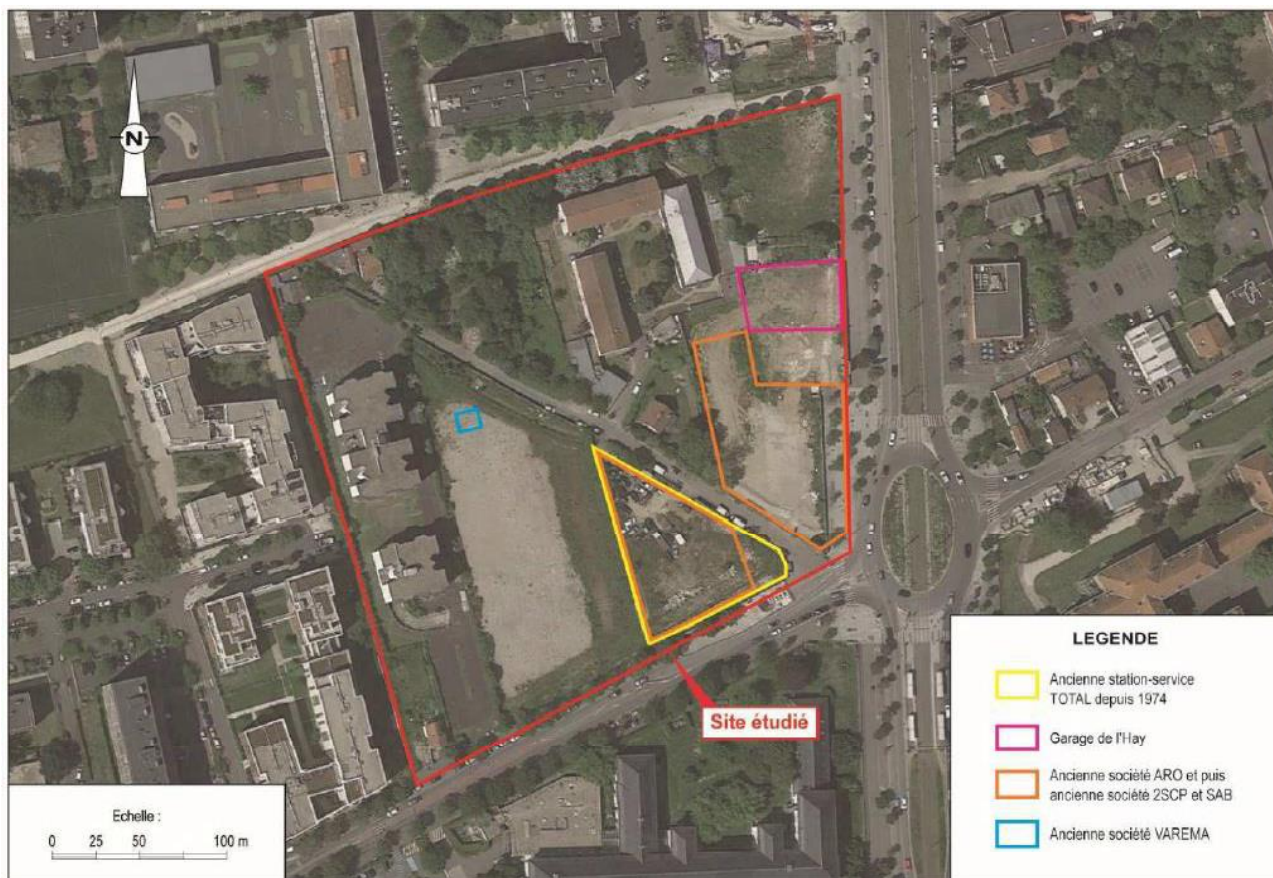 N
Site étudié
LEGENDE
Ancienne station-service
TOTAL depuis 1974
Garage de l'Hay
Ancienne société ARO et puis
ancienne société 2SCP et SAB
Ancienne société VAREMA
Echelle :
0 25 50 100 m